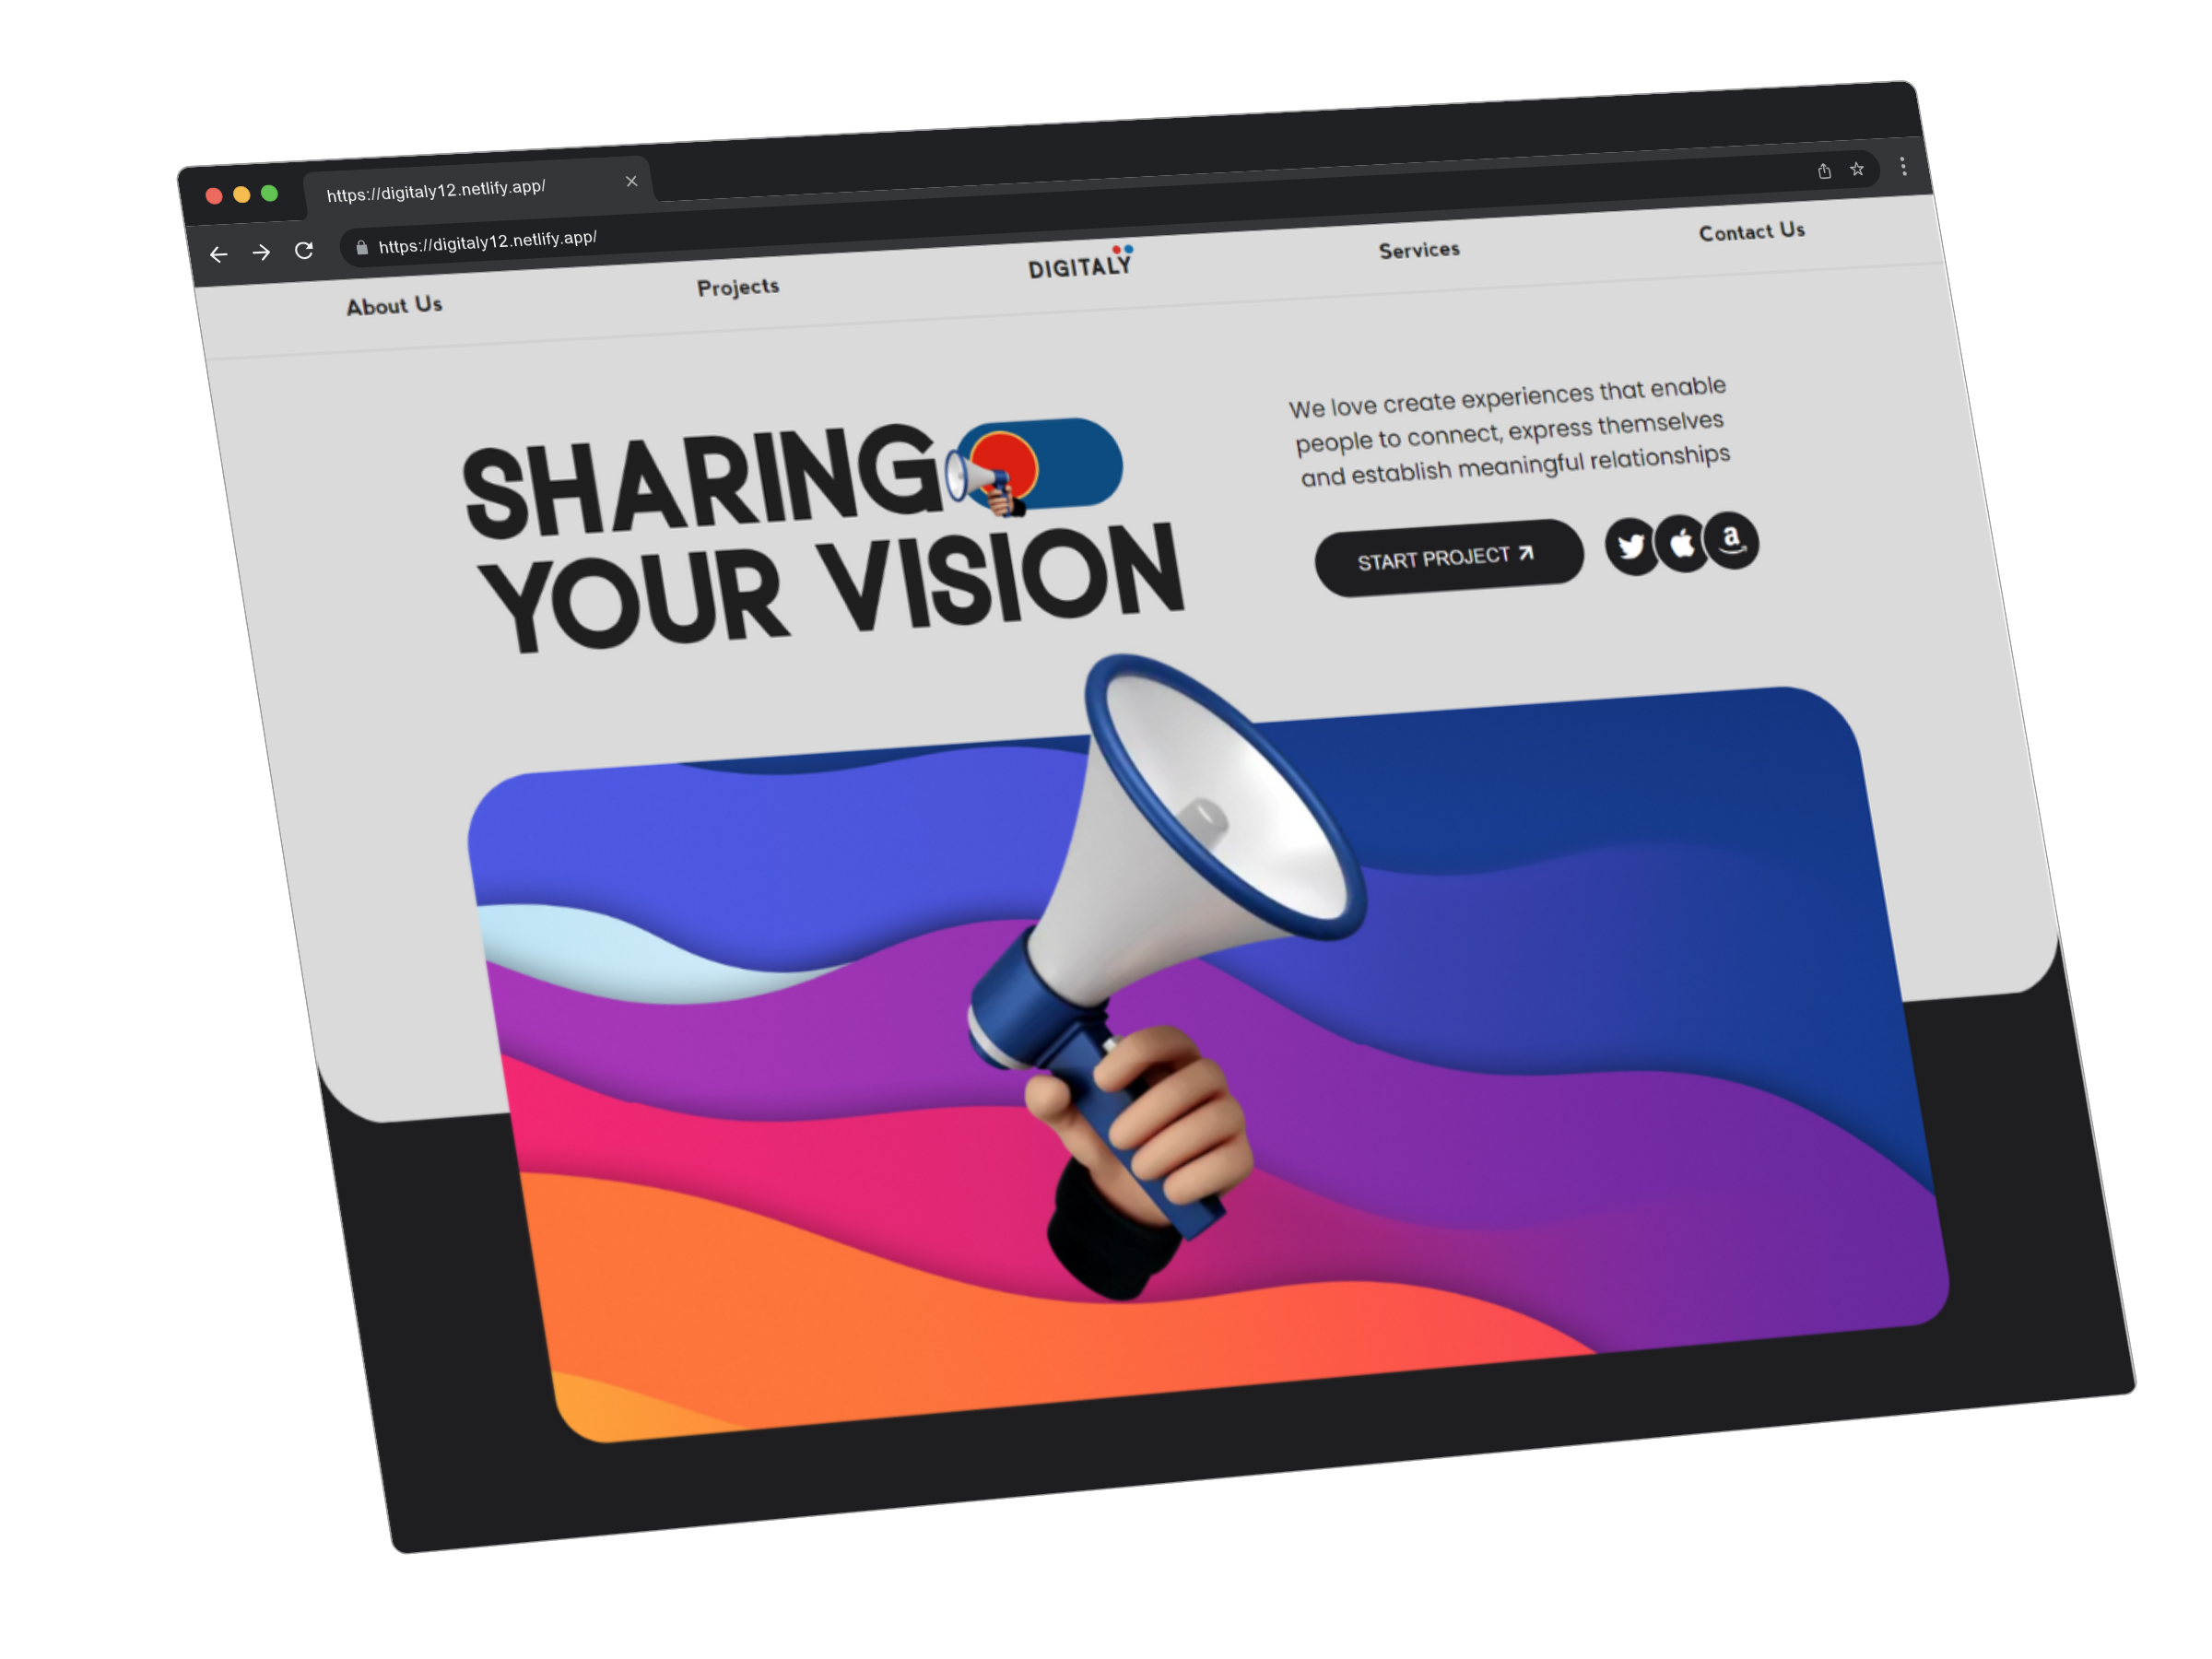 https://digitaly12.netlify.app/
https://digitaly12.netlify.app/
About Us
Projects
DIGITALY
Services
Contact Us
SHARING
YOUR VISION
We love create experiences that enable
people to connect, express themselves
and establish meaningful relationships
START PROJECT
a